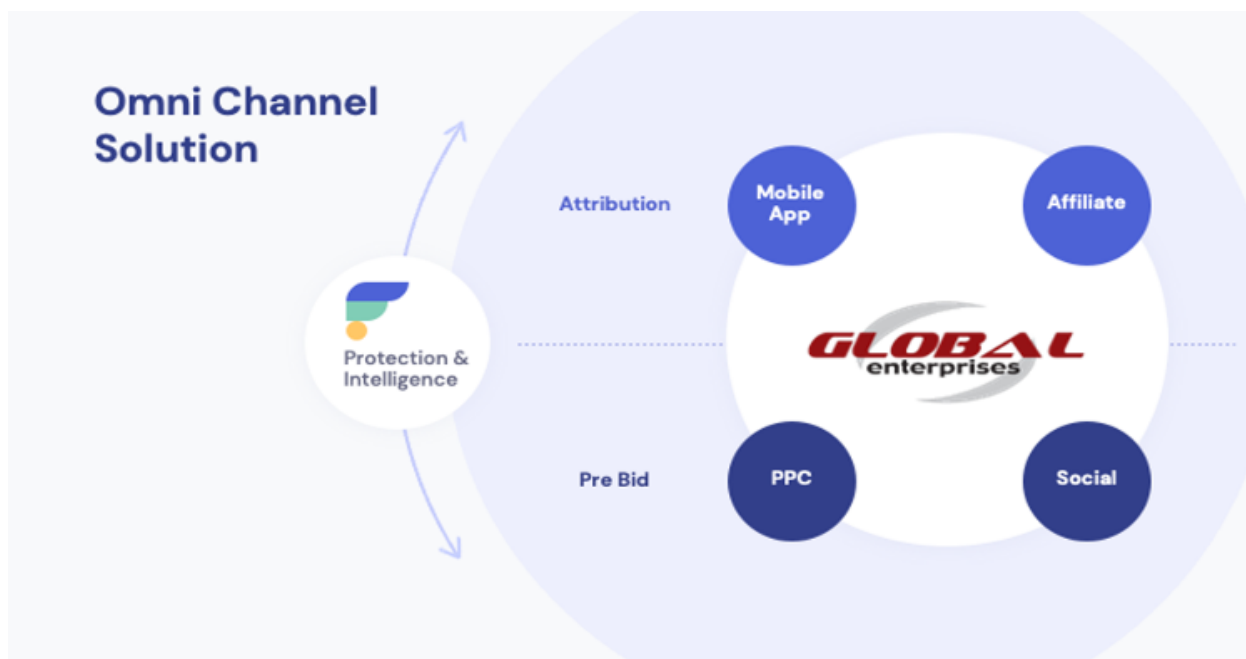 Omni Channel
Solution
Attribution
Mobile
App
Affiliate
Protection &
Intelligence
GLOBAL
enterprises
Pre Bid
PPC
Social